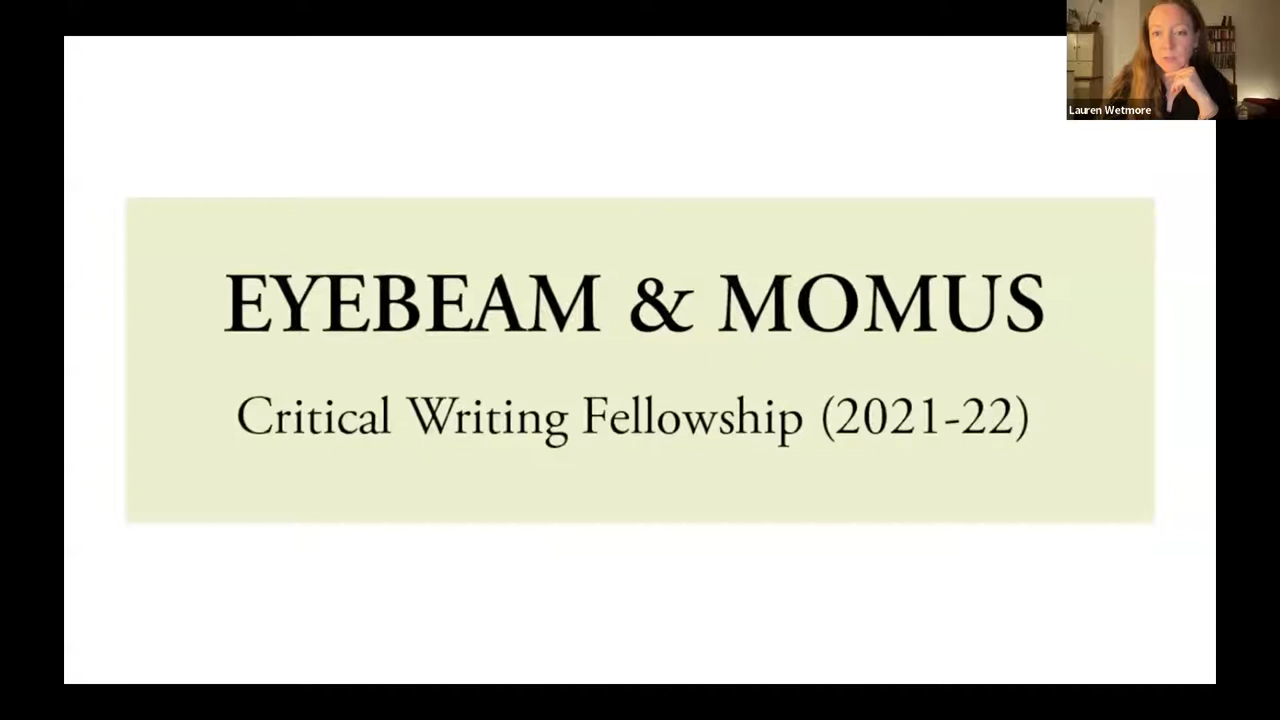 EYEBEAM & MOMUS
Critical Writing Fellowship (2021-22)
Lauren Wetmore